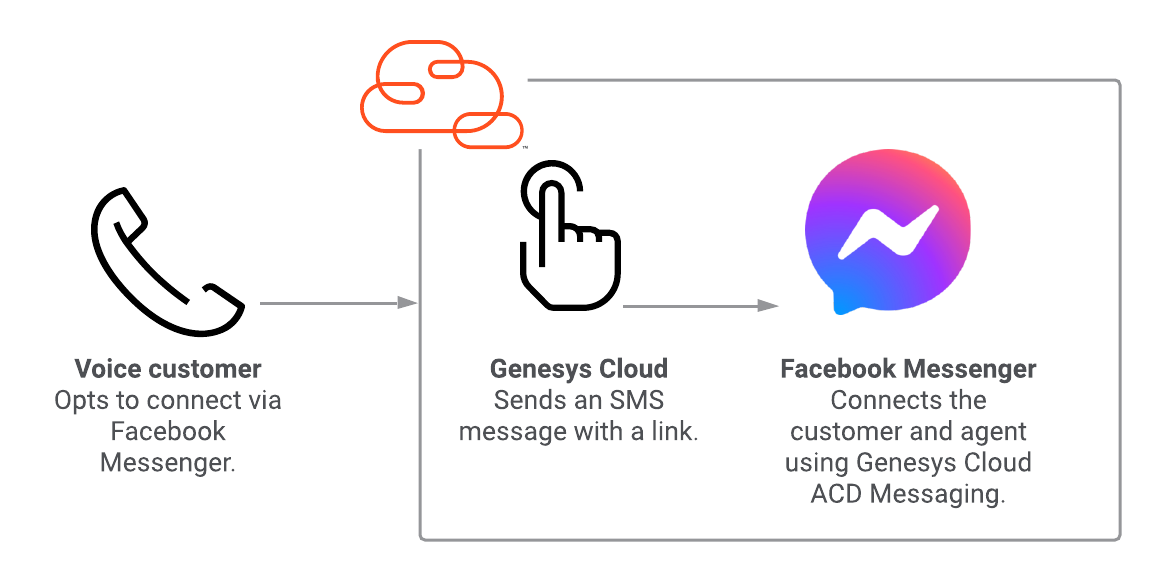 Voice customer
Opts to connect via
Facebook
Messenger.
Genesys Cloud
Sends an SMS
message with a link.
Facebook Messenger
Connects the
customer and agent
using Genesys Cloud
ACD Messaging.
™